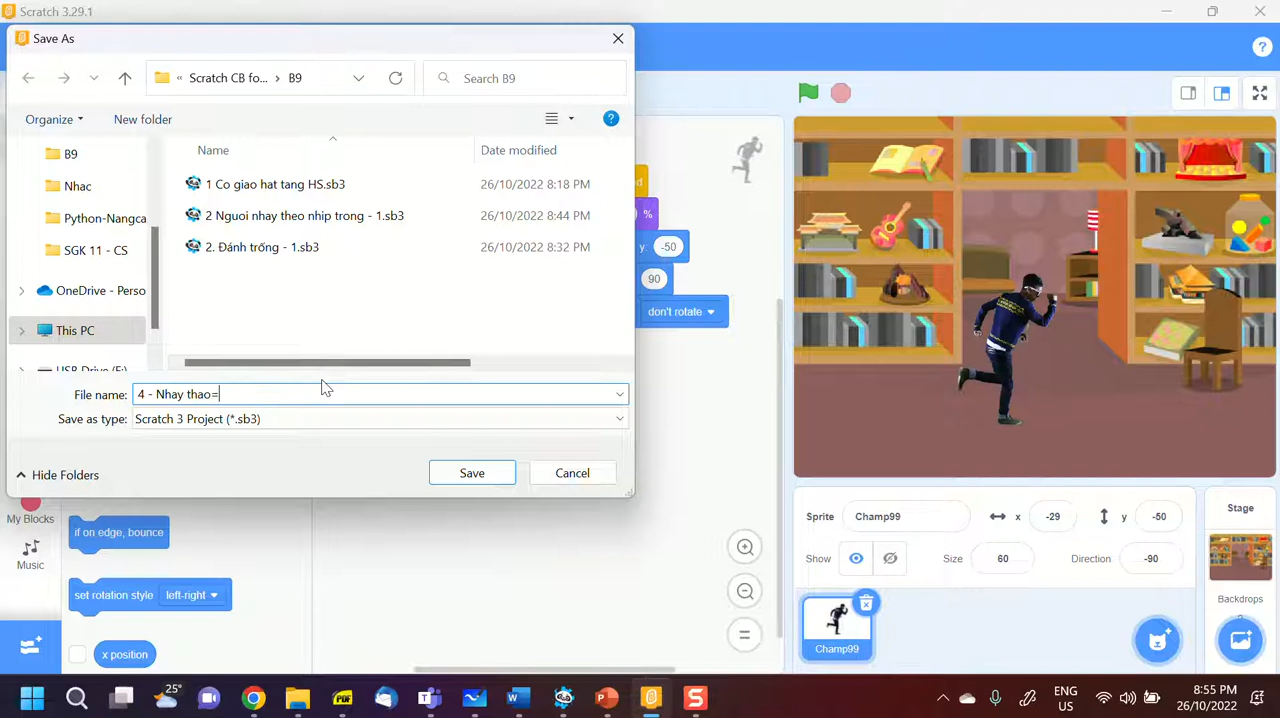 Scratch 3.29.1
Save As
« Scratch CB fo... › B9
Search B9
Organize
New folder
Name
Date modified
B9
Nhac
Python-Nangca
SGK 11 - CS
OneDrive - Perso
This PC
USB Drive (F:)
1 Co giao hat tang HS.sb3
26/10/2022 8:18 PM
2 Nguoi nhay theo nhip trong - 1.sb3
26/10/2022 8:44 PM
2. Đánh trống - 1.sb3
26/10/2022 8:32 PM
File name: 4 - Nhay thao=
Save as type: Scratch 3 Project (*.sb3)
Hide Folders
Save
Cancel
d
%
y: -50
90
don't rotate
My Blocks
Music
if on edge, bounce
set rotation style left-right
x position
Sprite
Champ99
x
-29
y
-50
Show
Size
60
Direction
-90
Champ99
Stage
Backdrops
25°
PDF
ENG
US
8:55 PM
26/10/2022